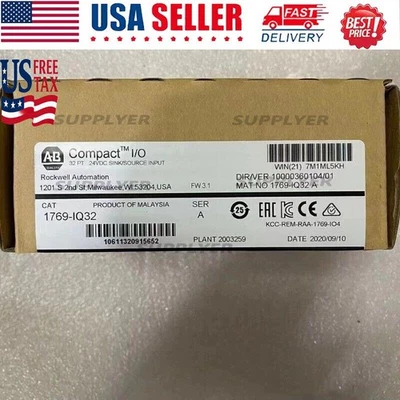 USA SELLER
FAST
DELIVERY
BEST
PRICE!
US FREE
TAX
SUPPLYER
SUPPLYER
A-B
Compact™ I/O
32 PT. 24VDC SINK/SOURCE INPUT
Rockwell Automation
1201 S 2nd St,Milwaukee,WI,53204,USA
FW 3.1
WIN(21) 7M1ML5KH
DIR/VER 10000360104/01
MAT NO 1769-IQ32-A
CAT
1769-IQ32
PRODUCT OF MALAYSIA
SER
A
25
CE
KCC-REM-RAA-1769-IO4
10611320915652
PLANT 2003259
DATE 2020/09/10
SUPPLYER